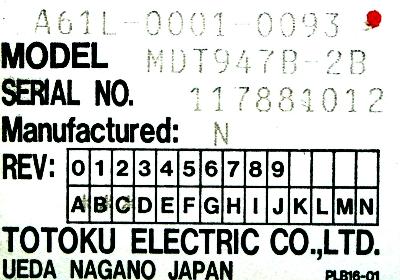 A61L-0001-0093
MODEL MDT947B-2B
SERIAL NO. 117881012
Manufactured: N
REV: 0 1 2 3 4 5 6 7 8 9
A B C D E F G H I J K L M N
TOTOKU ELECTRIC CO.,LTD.
UEDA NAGANO JAPAN PLB16-01